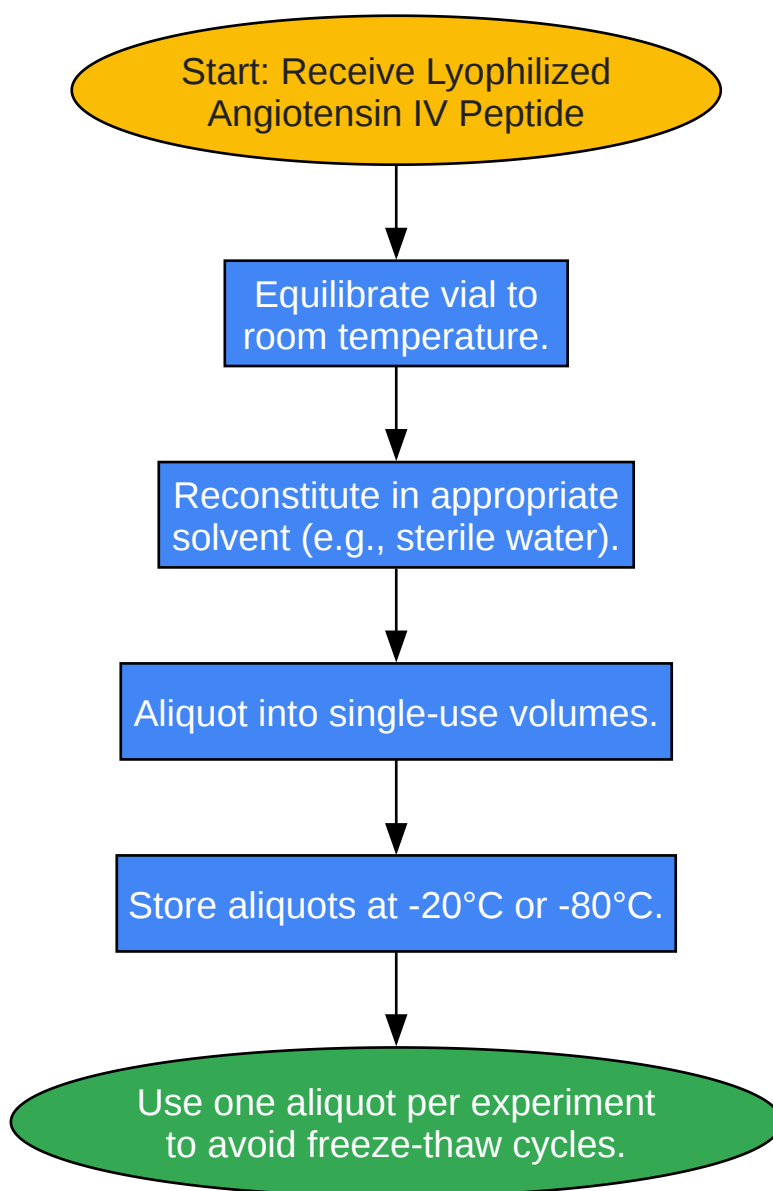 Start: Receive Lyophilized
Angiotensin IV Peptide
Equilibrate vial to
room temperature.
Reconstitute in appropriate
solvent (e.g., sterile water).
Aliquot into single-use volumes.
Store aliquots at -20°C or -80°C.
Use one aliquot per experiment
to avoid freeze-thaw cycles.